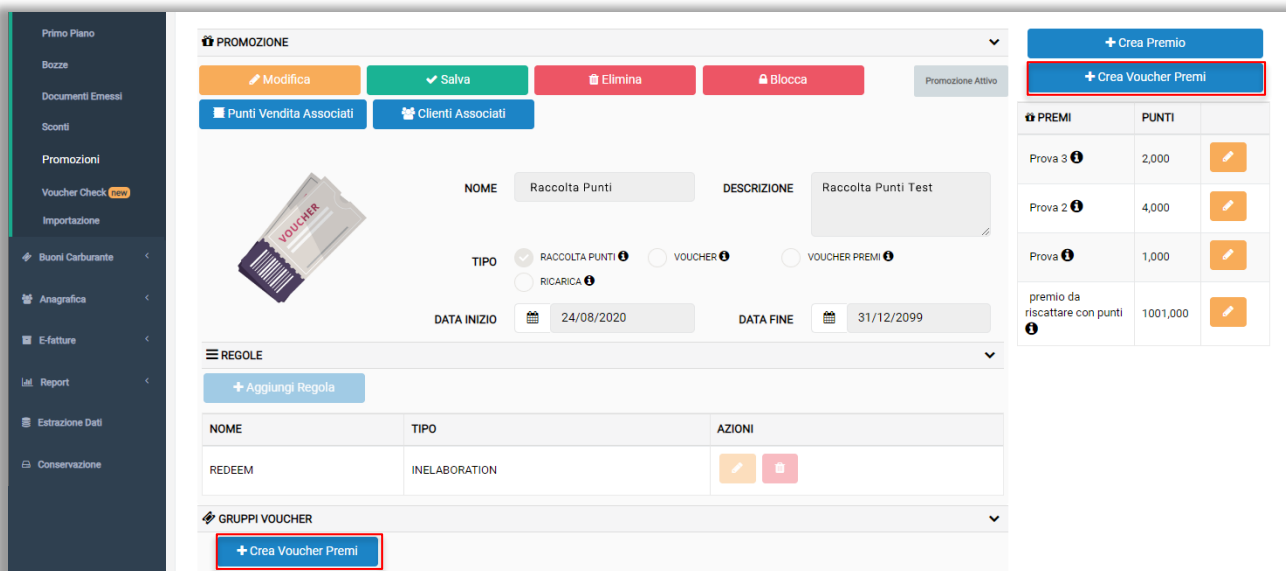 Primo Piano
Bozze
Documenti Emessi
Sconti
Promozioni
Voucher Check new
Importazione
Buoni Carburante
Anagrafica
E-fatture
Report
Estrazione Dati
Conservazione
PROMOZIONE
Modifica
Salva
Elimina
Blocca
Promozione Attivo
Punti Vendita Associati
Clienti Associati
VOUCHER
NOME
Raccolta Punti
DESCRIZIONE
Raccolta Punti Test
TIPO
RACCOLTA PUNTI
VOUCHER
VOUCHER PREMI
RICARICA
DATA INIZIO
24/08/2020
DATA FINE
31/12/2099
REGOLE
+ Aggiungi Regola
NOME TIPO AZIONI
REDEEM INELABORATION
GRUPPI VOUCHER
+ Crea Voucher Premi
+ Crea Premio
+ Crea Voucher Premi
PREMI PUNTI
Prova 3 2,000
Prova 2 4,000
Prova 1,000
premio da
riscattare con punti 1001,000